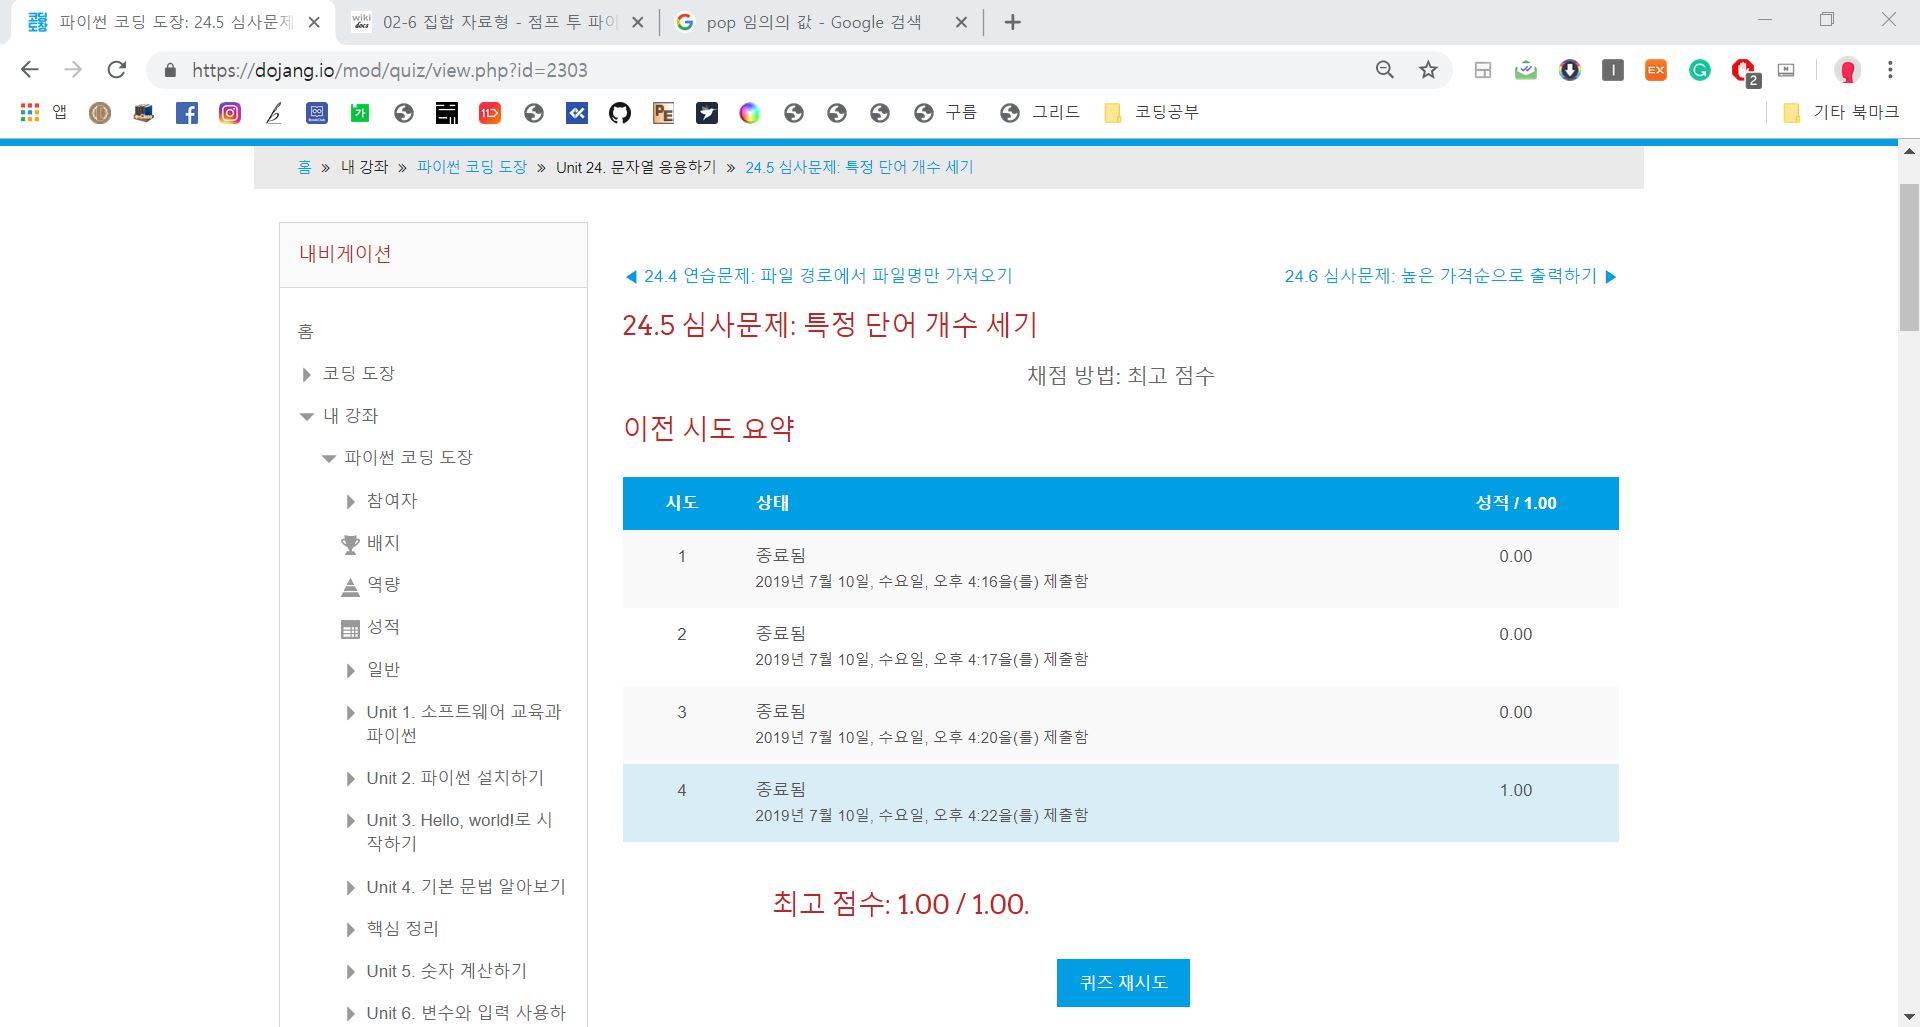 파이썬 코딩 도장: 24.5 심사문제
02-6 집합 자료형 - 점프 투 파이
pop 임의의 값 - Google 검색
https://dojang.io/mod/quiz/view.php?id=2303
앱
구름
그리드
코딩공부
기타 북마크
홈 » 내 강좌 » 파이썬 코딩 도장 » Unit 24. 문자열 응용하기 » 24.5 심사문제: 특정 단어 개수 세기
내비게이션
홈
코딩 도장
내 강좌
파이썬 코딩 도장
참여자
배지
역량
성적
일반
Unit 1. 소프트웨어 교육과
파이썬
Unit 2. 파이썬 설치하기
Unit 3. Hello, world!로 시
작하기
Unit 4. 기본 문법 알아보기
핵심 정리
Unit 5. 숫자 계산하기
Unit 6. 변수와 입력 사용하
◀ 24.4 연습문제: 파일 경로에서 파일명만 가져오기
24.6 심사문제: 높은 가격순으로 출력하기 ▶
24.5 심사문제: 특정 단어 개수 세기
채점 방법: 최고 점수
이전 시도 요약
시도 상태 성적 / 1.00
1 종료됨 0.00
2019년 7월 10일, 수요일, 오후 4:16을(를) 제출함
2 종료됨 0.00
2019년 7월 10일, 수요일, 오후 4:17을(를) 제출함
3 종료됨 0.00
2019년 7월 10일, 수요일, 오후 4:20을(를) 제출함
4 종료됨 1.00
2019년 7월 10일, 수요일, 오후 4:22을(를) 제출함
최고 점수: 1.00 / 1.00.
퀴즈 재시도